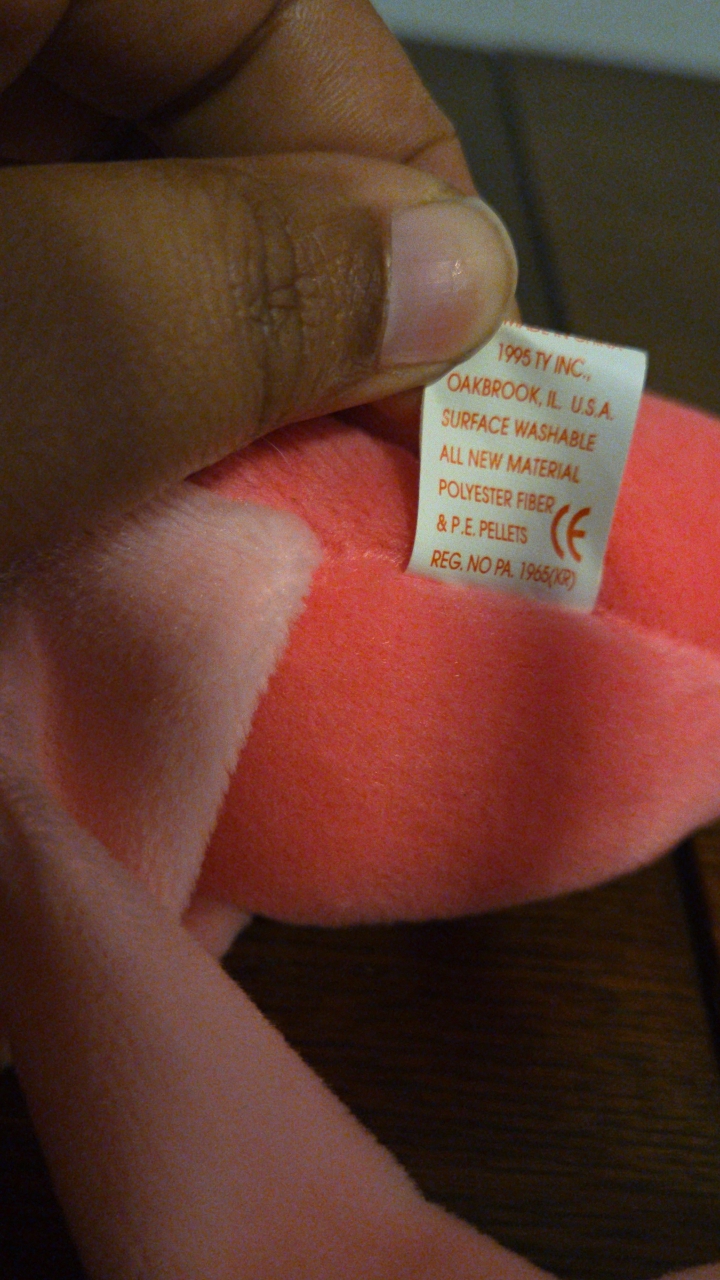 1995 TY INC.,
OAKBROOK, IL. U.S.A.
SURFACE WASHABLE
ALL NEW MATERIAL
POLYESTER FIBER
& P.E. PELLETS CE
REG. NO PA. 1965(KR)